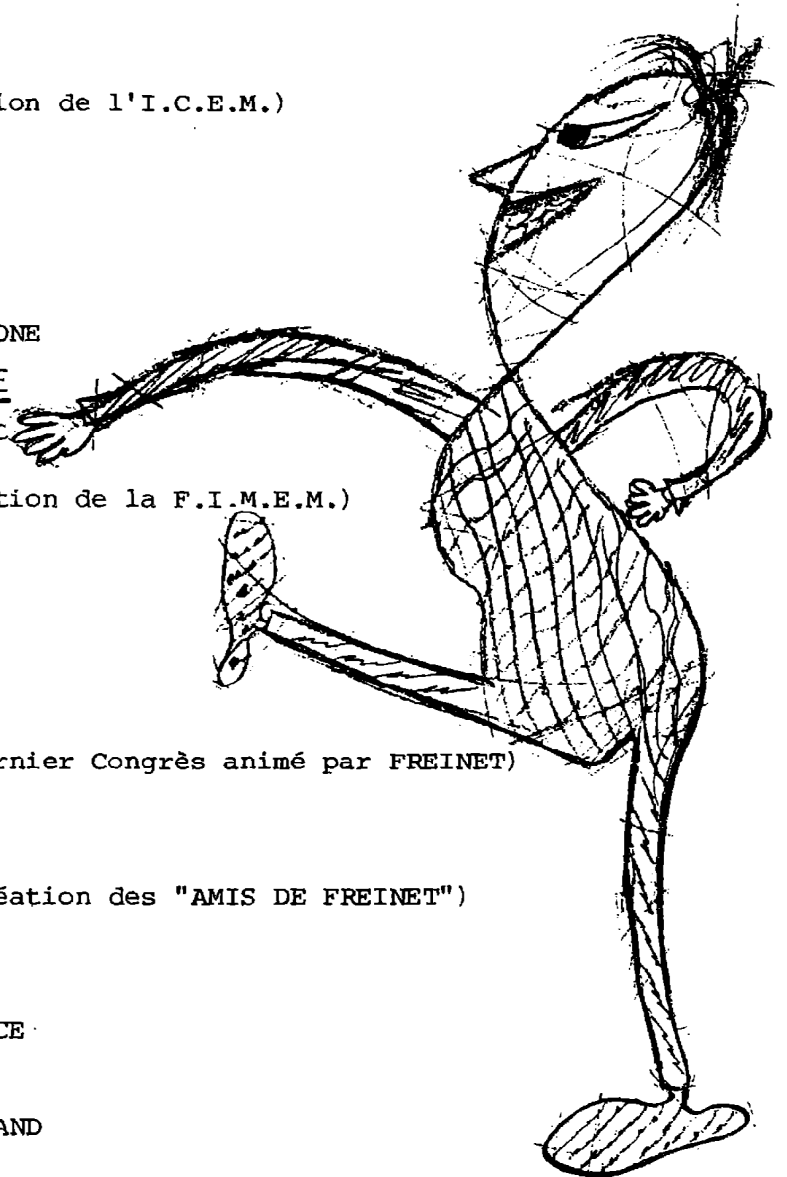 ion de l'I.C.E.M.)
ONE
E
C
tion de la F.I.M.E.M.)
rnier Congrès animé par FREINET)
éation des "AMIS DE FREINET")
CE
AND